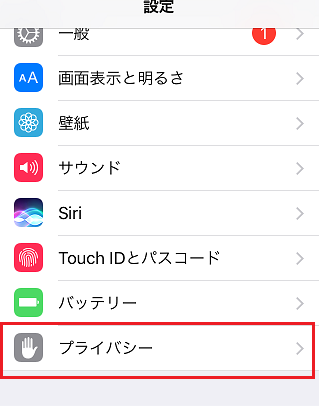 設定
一般
1
AA
画面表示と明るさ
壁紙
サウンド
Siri
Touch IDとパスコード
バッテリー
プライバシー